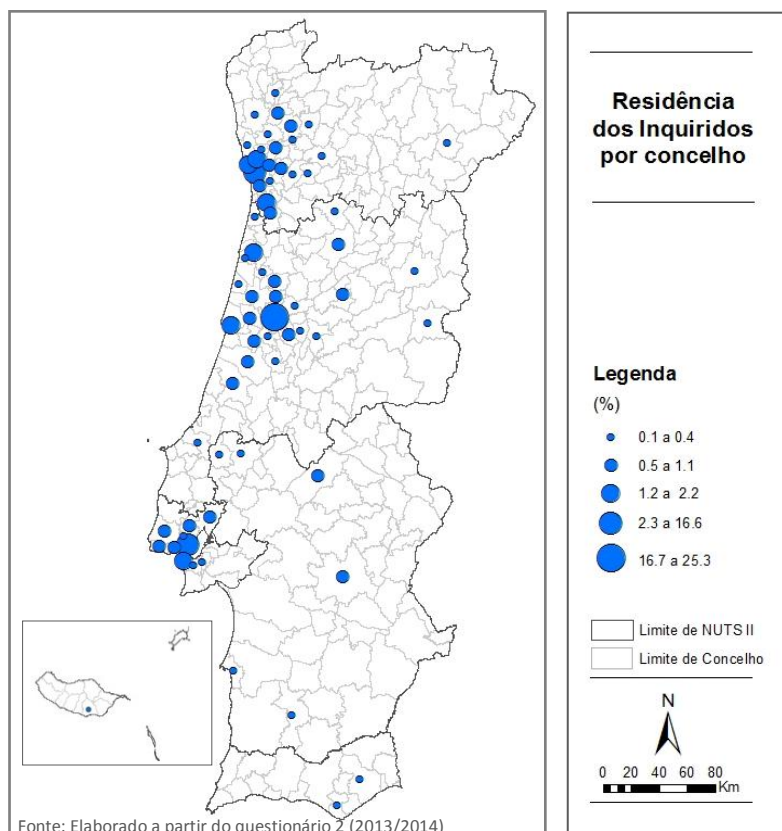 Residência
dos Inquiridos
por concelho
Legenda
(%)
0.1 a 0.4
0.5 a 1.1
1.2 a 2.2
2.3 a 16.6
16.7 a 25.3
Limite de NUTS II
Limite de Concelho
N
0 20 40 60 80
Km
Fonte: Elaborado a partir do questionário 2 (2013/2014)